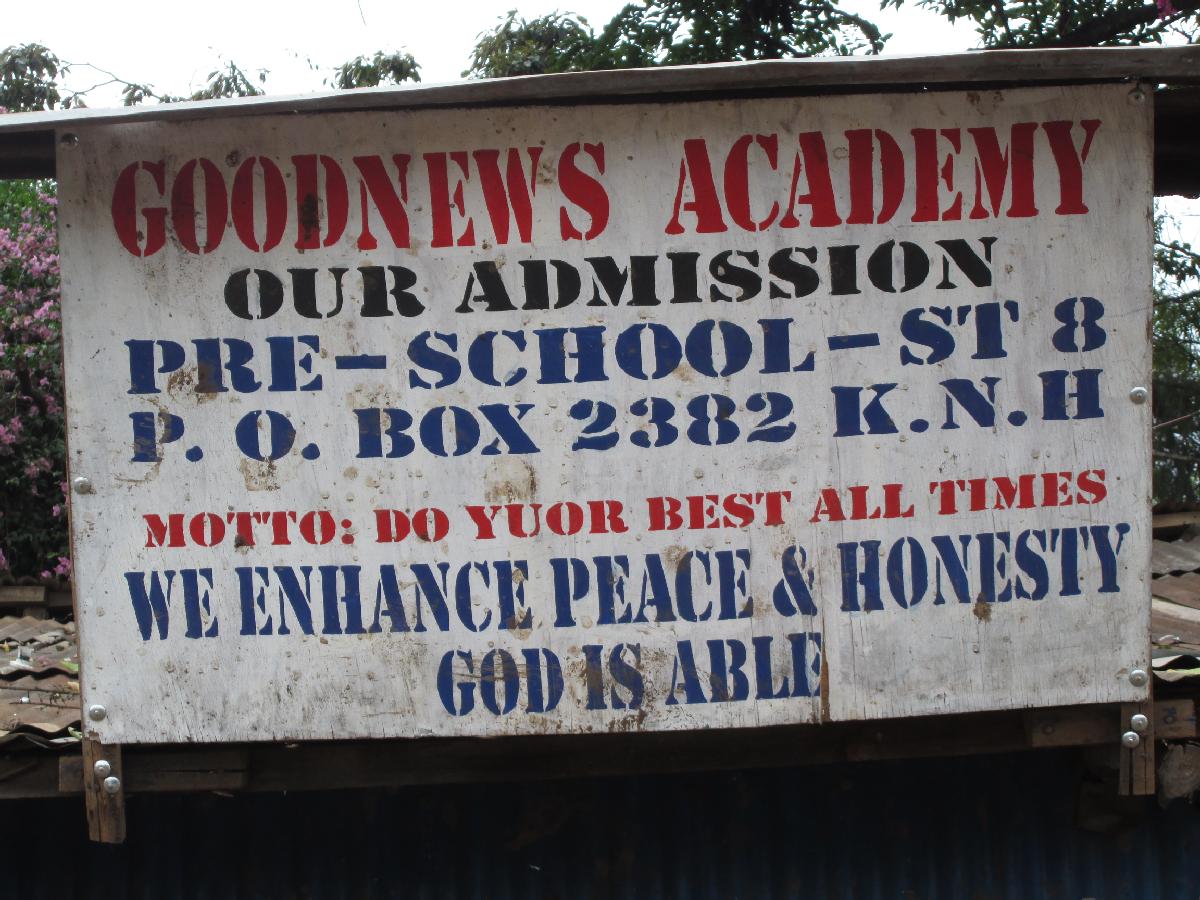 GOODNEWS ACADEMY
OUR ADMISSION
PRE-SCHOOL-ST 8
P. O. BOX 2382 K.N.H
MOTTO: DO YUOR BEST ALL TIMES
WE ENHANCE PEACE & HONESTY
GOD IS ABLE